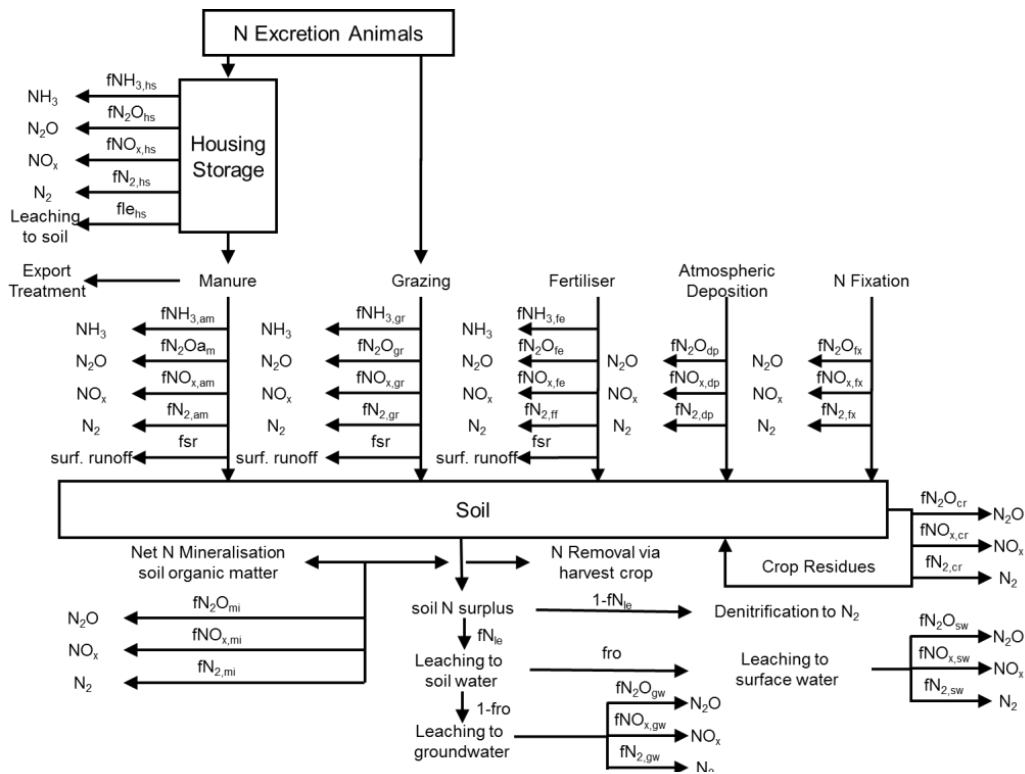 N Excretion Animals
Housing
Storage
fNH₃,hs
NH₃
fN₂Ohs
N₂O
fNOx,hs
NOx
fN₂,hs
N₂
flehs
Leaching
to soil
Export
Treatment
Manure
Grazing
Fertiliser
Atmospheric
Deposition
N Fixation
fNH₃,am
NH₃
fN₂Oam
N₂O
fNOx,am
NOx
fN₂,am
N₂
fsr
surf. runoff
fNH₃,gr
NH₃
fN₂Ogr
N₂O
fNOx,gr
NOx
fN₂,gr
N₂
fsr
surf. runoff
fNH₃,fe
NH₃
fN₂Ofe
N₂O
fNOx,fe
NOx
fN₂,ff
N₂
fsr
surf. runoff
fN₂Odp
N₂O
fNOx,dp
NOx
fN₂,dp
N₂
fN₂Ofx
N₂O
fNOx,fx
NOx
fN₂,fx
N₂
Soil
fN₂Ocr
N₂O
fNOx,cr
NOx
fN₂,cr
N₂
Crop Residues
Net N Mineralisation
soil organic matter
N Removal via
harvest crop
fN₂Omi
N₂O
fNOx,mi
NOx
fN₂,mi
N₂
soil N surplus
1-fNle
Denitrification to N₂
fNle
Leaching to
soil water
fro
Leaching to
surface water
fN₂Osw
N₂O
fNOx,sw
NOx
fN₂,sw
N₂
1-fro
Leaching to
groundwater
fN₂Ogw
N₂O
fNOx,gw
NOx
fN₂,gw
N₂